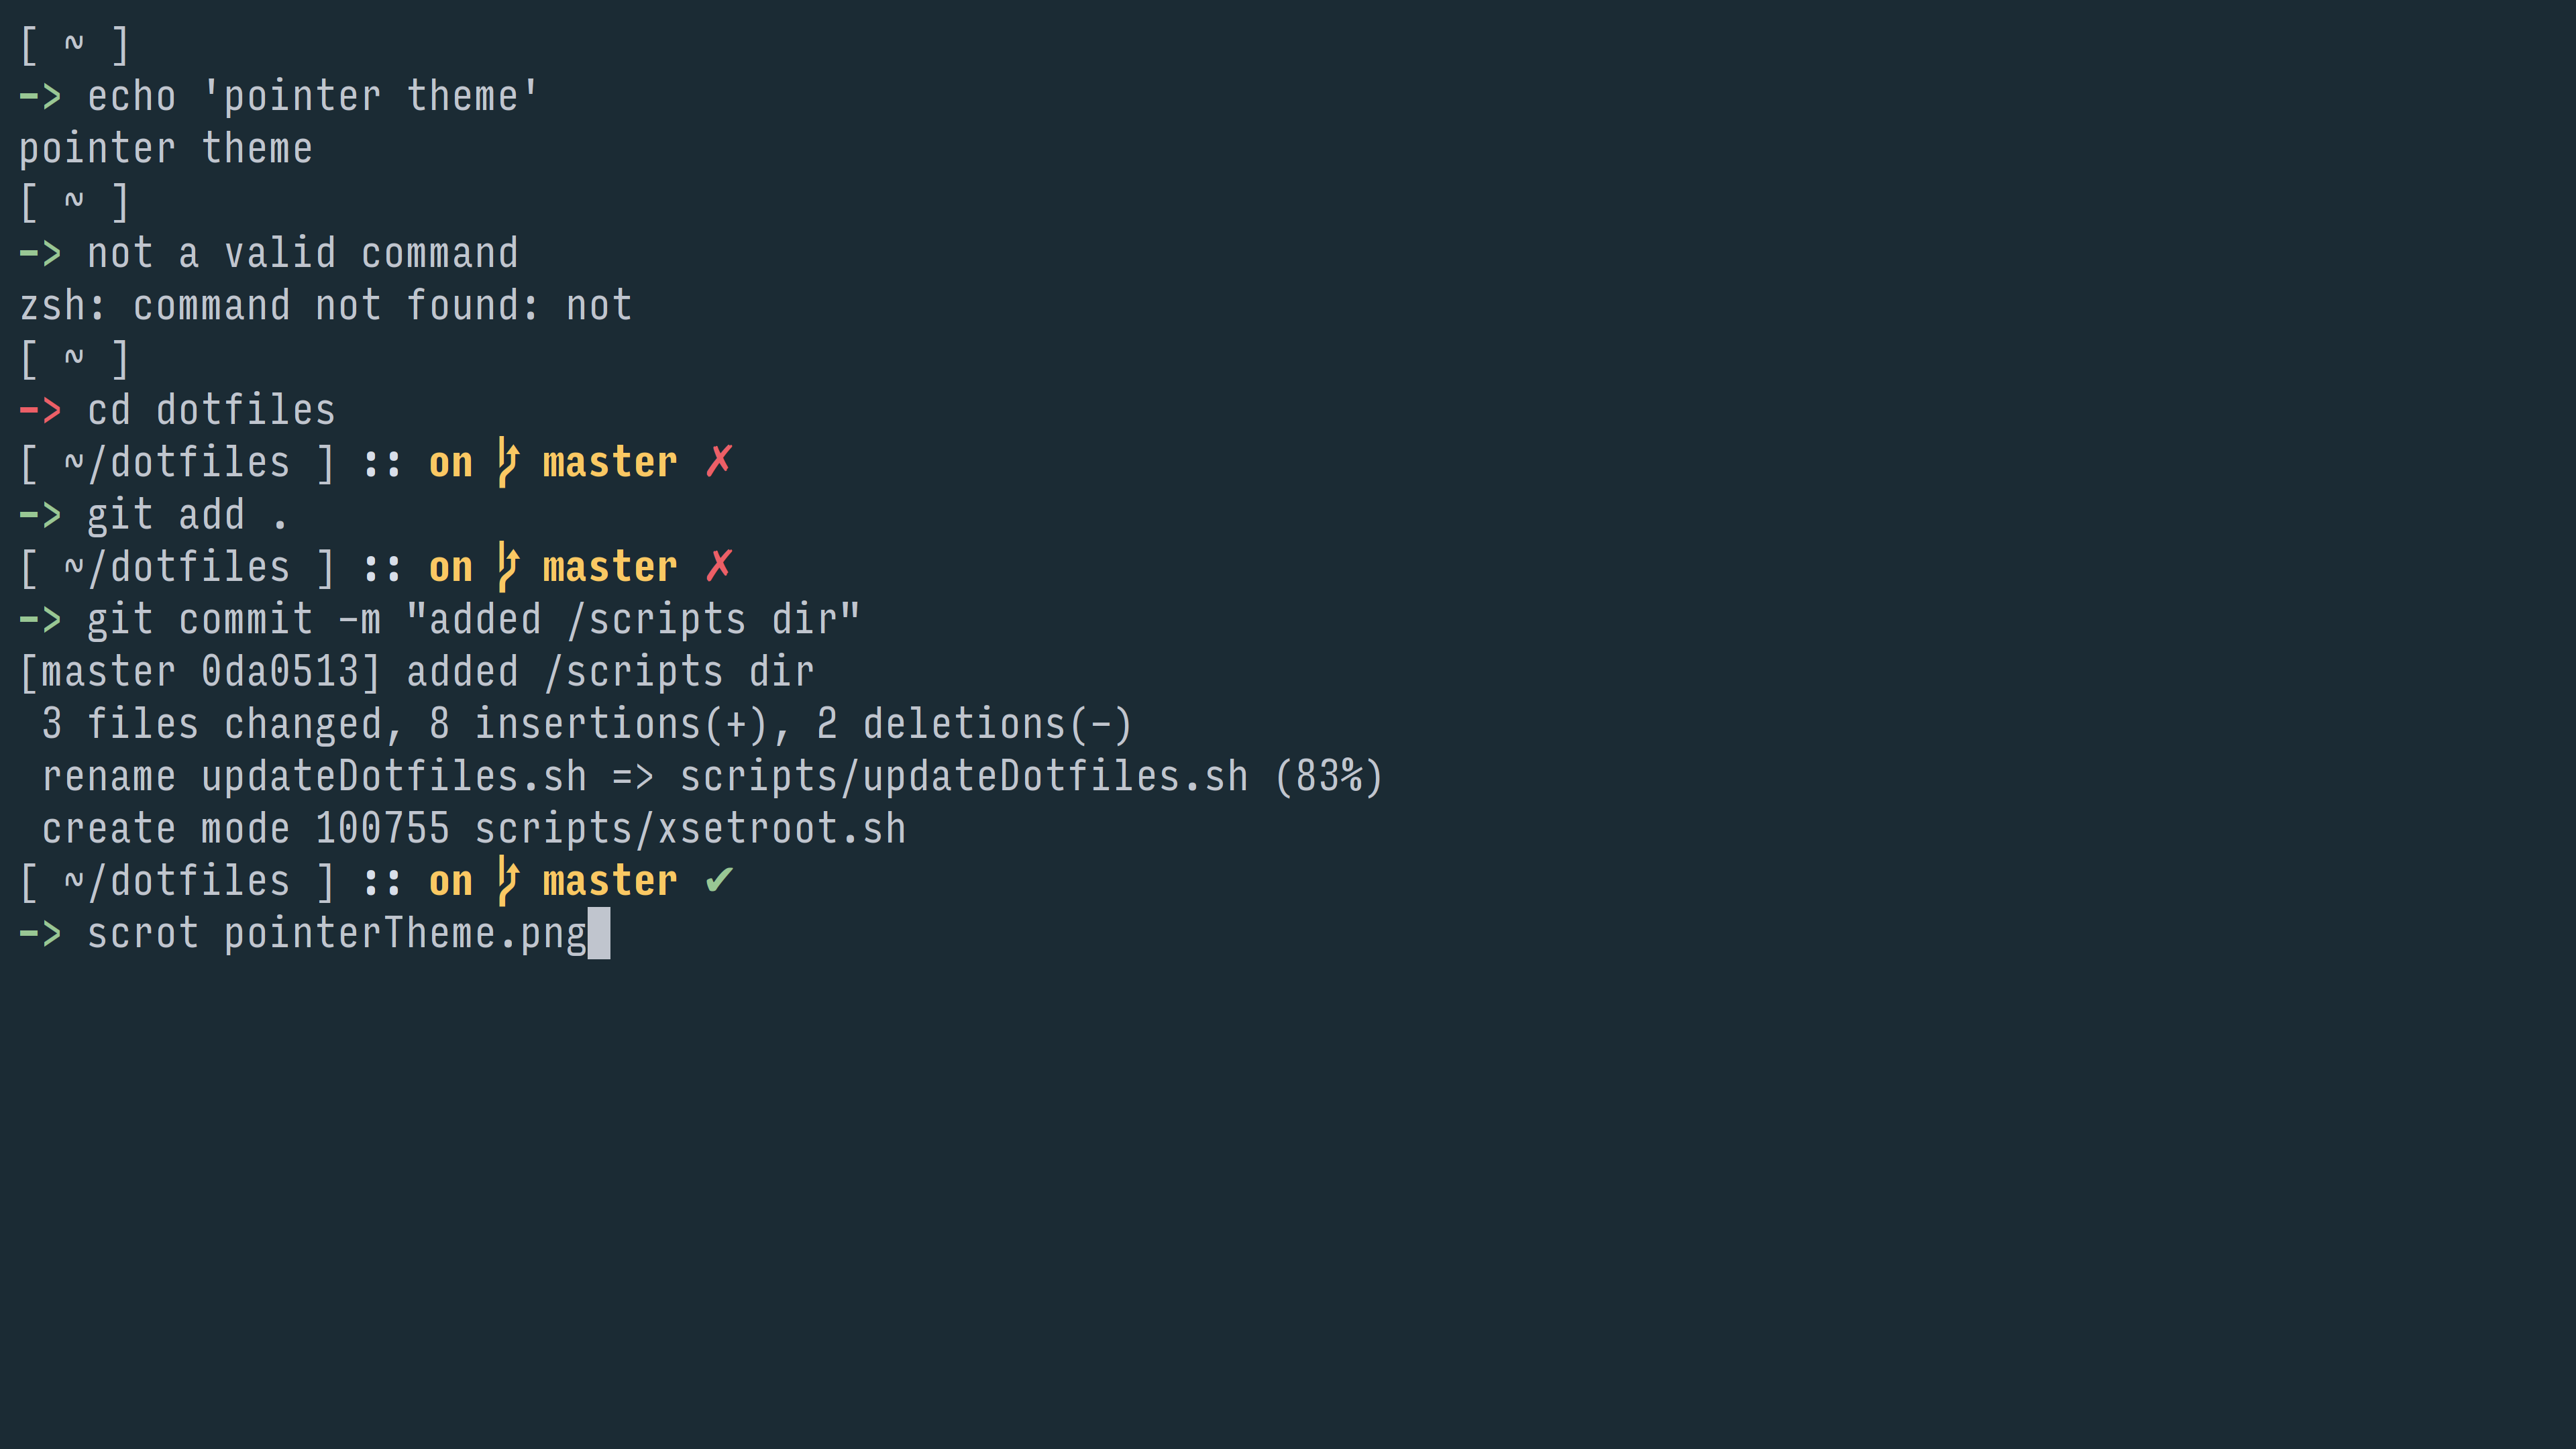 [ ~ ]
-> echo 'pointer theme'
pointer theme
[ ~ ]
-> not a valid command
zsh: command not found: not
[ ~ ]
-> cd dotfiles
[ ~/dotfiles ] :: on  master ✗
-> git add .
[ ~/dotfiles ] :: on  master ✗
-> git commit -m "added /scripts dir"
[master 0da0513] added /scripts dir
 3 files changed, 8 insertions(+), 2 deletions(-)
 rename updateDotfiles.sh => scripts/updateDotfiles.sh (83%)
 create mode 100755 scripts/xsetroot.sh
[ ~/dotfiles ] :: on  master ✔
-> scrot pointerTheme.png